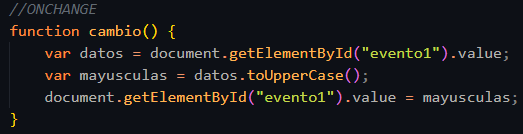 //ONCHANGE
function cambio() {
    var datos = document.getElementById("evento1").value;
    var mayusculas = datos.toUpperCase();
    document.getElementById("evento1").value = mayusculas;
}